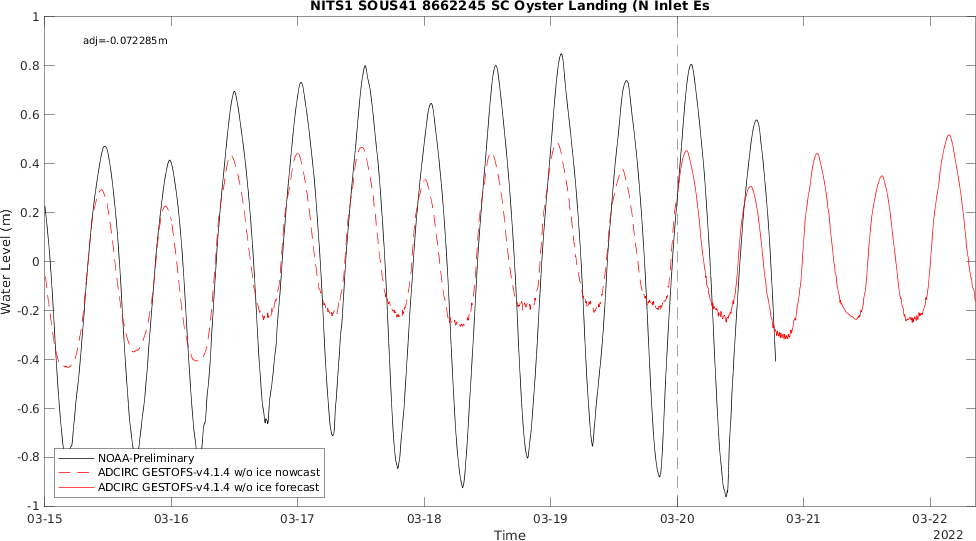 NITS1 SOUS41 8662245 SC Oyster Landing (N Inlet Es
adj=-0.072285m
1
0.8
0.6
0.4
0.2
0
-0.2
-0.4
-0.6
-0.8
-1
Water Level (m)
NOAA-Preliminary
ADCIRC GESTOFS-v4.1.4 w/o ice nowcast
ADCIRC GESTOFS-v4.1.4 w/o ice forecast
03-15 03-16 03-17 03-18 03-19 03-20 03-21 03-22
Time
2022